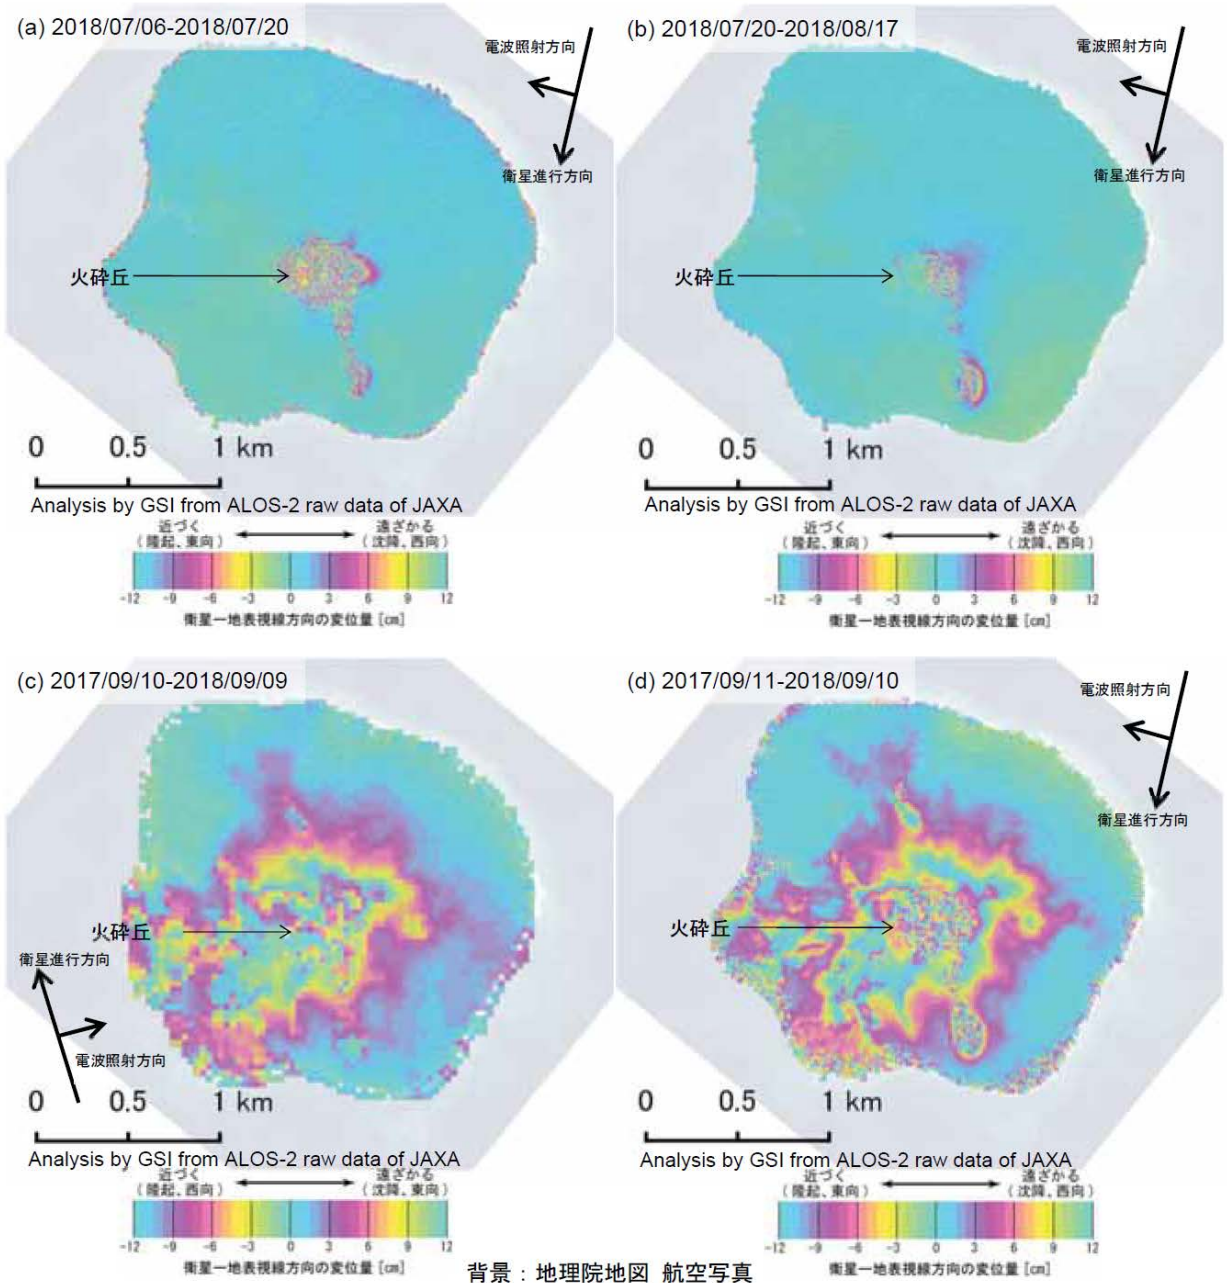 (a) 2018/07/06-2018/07/20
電波照射方向
衛星進行方向
火砕丘
0 0.5 1 km
Analysis by GSI from ALOS-2 raw data of JAXA
近づく
(隆起、東向)
遠ざかる
(沈降、西向)
-12 -9 -6 -3 0 3 6 9 12
衛星－地表視線方向の変位量 [cm]
(b) 2018/07/20-2018/08/17
電波照射方向
衛星進行方向
火砕丘
0 0.5 1 km
Analysis by GSI from ALOS-2 raw data of JAXA
近づく
(隆起、東向)
遠ざかる
(沈降、西向)
-12 -9 -6 -3 0 3 6 9 12
衛星－地表視線方向の変位量 [cm]
(c) 2017/09/10-2018/09/09
火砕丘
衛星進行方向
電波照射方向
0 0.5 1 km
Analysis by GSI from ALOS-2 raw data of JAXA
近づく
(隆起、西向)
遠ざかる
(沈降、東向)
-12 -9 -6 -3 0 3 6 9 12
衛星－地表視線方向の変位量 [cm]
(d) 2017/09/11-2018/09/10
電波照射方向
衛星進行方向
火砕丘
0 0.5 1 km
Analysis by GSI from ALOS-2 raw data of JAXA
近づく
(隆起、東向)
遠ざかる
(沈降、西向)
-12 -9 -6 -3 0 3 6 9 12
衛星－地表視線方向の変位量 [cm]
背景：地理院地図 航空写真